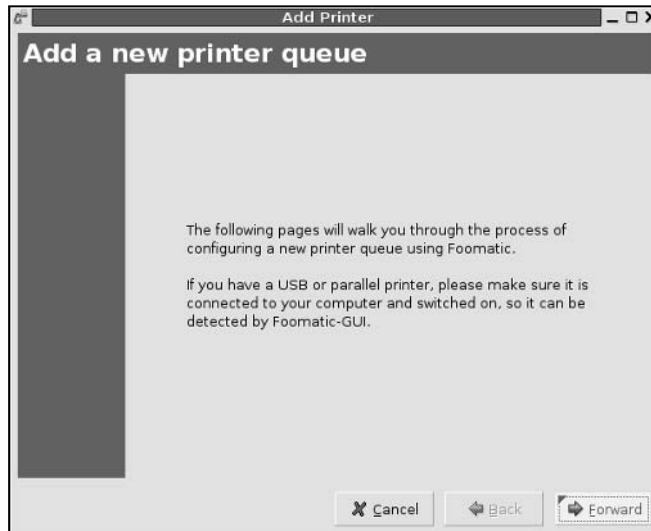 Add Printer
Add a new printer queue
The following pages will walk you through the process of
configuring a new printer queue using Foomatic.
If you have a USB or parallel printer, please make sure it is
connected to your computer and switched on, so it can be
detected by Foomatic-GUI.
Cancel Back Forward